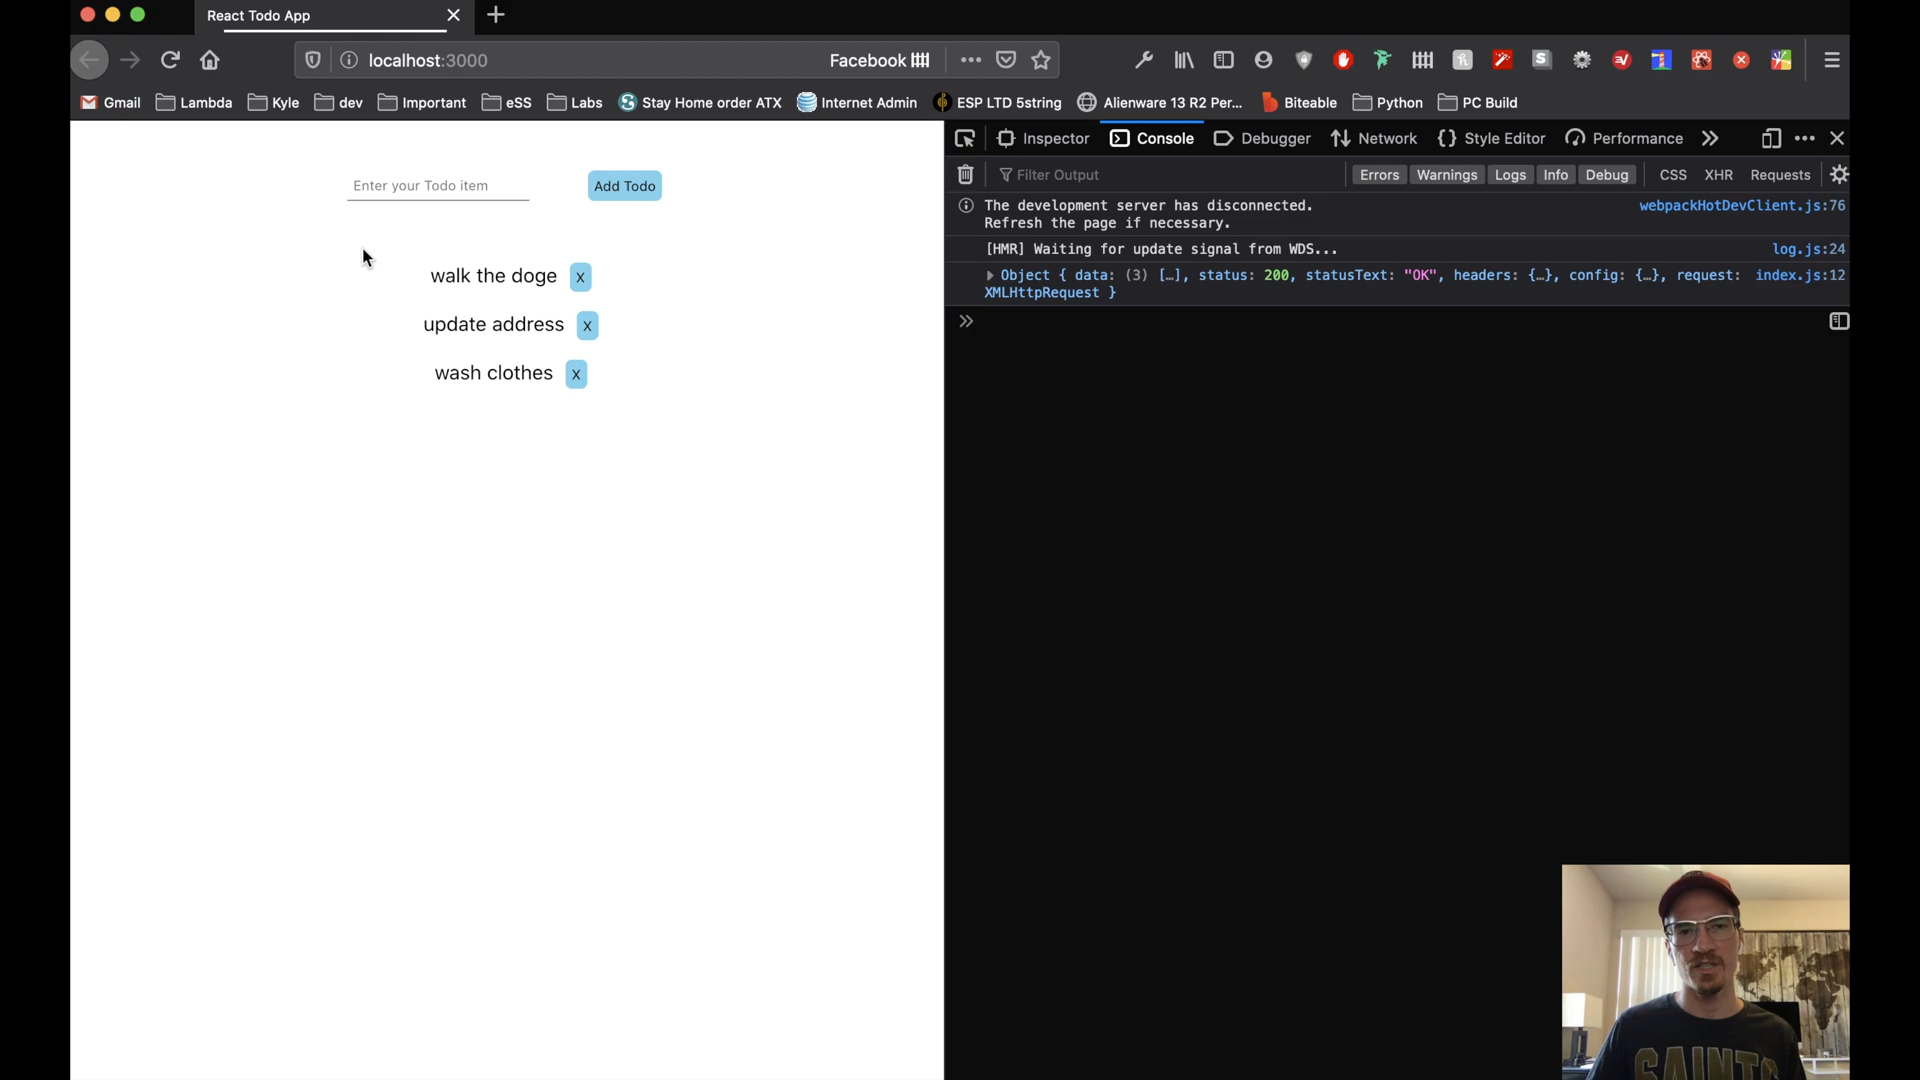 React Todo App
localhost:3000
Facebook
Gmail
Lambda
Kyle
dev
Important
eSS
Labs
Stay Home order ATX
Internet Admin
ESP LTD 5string
Alienware 13 R2 Per...
Biteable
Python
PC Build
Inspector
Console
Debugger
Network
Style Editor
Performance
Filter Output
Errors
Warnings
Logs
Info
Debug
CSS
XHR
Requests
Enter your Todo item
Add Todo
walk the doge x
update address x
wash clothes x
The development server has disconnected. webpackHotDevClient.js:76
Refresh the page if necessary.
[HMR] Waiting for update signal from WDS... log.js:24
Object { data: (3) […], status: 200, statusText: "OK", headers: {…}, config: {…}, request: index.js:12
XMLHttpRequest }
SAINTS